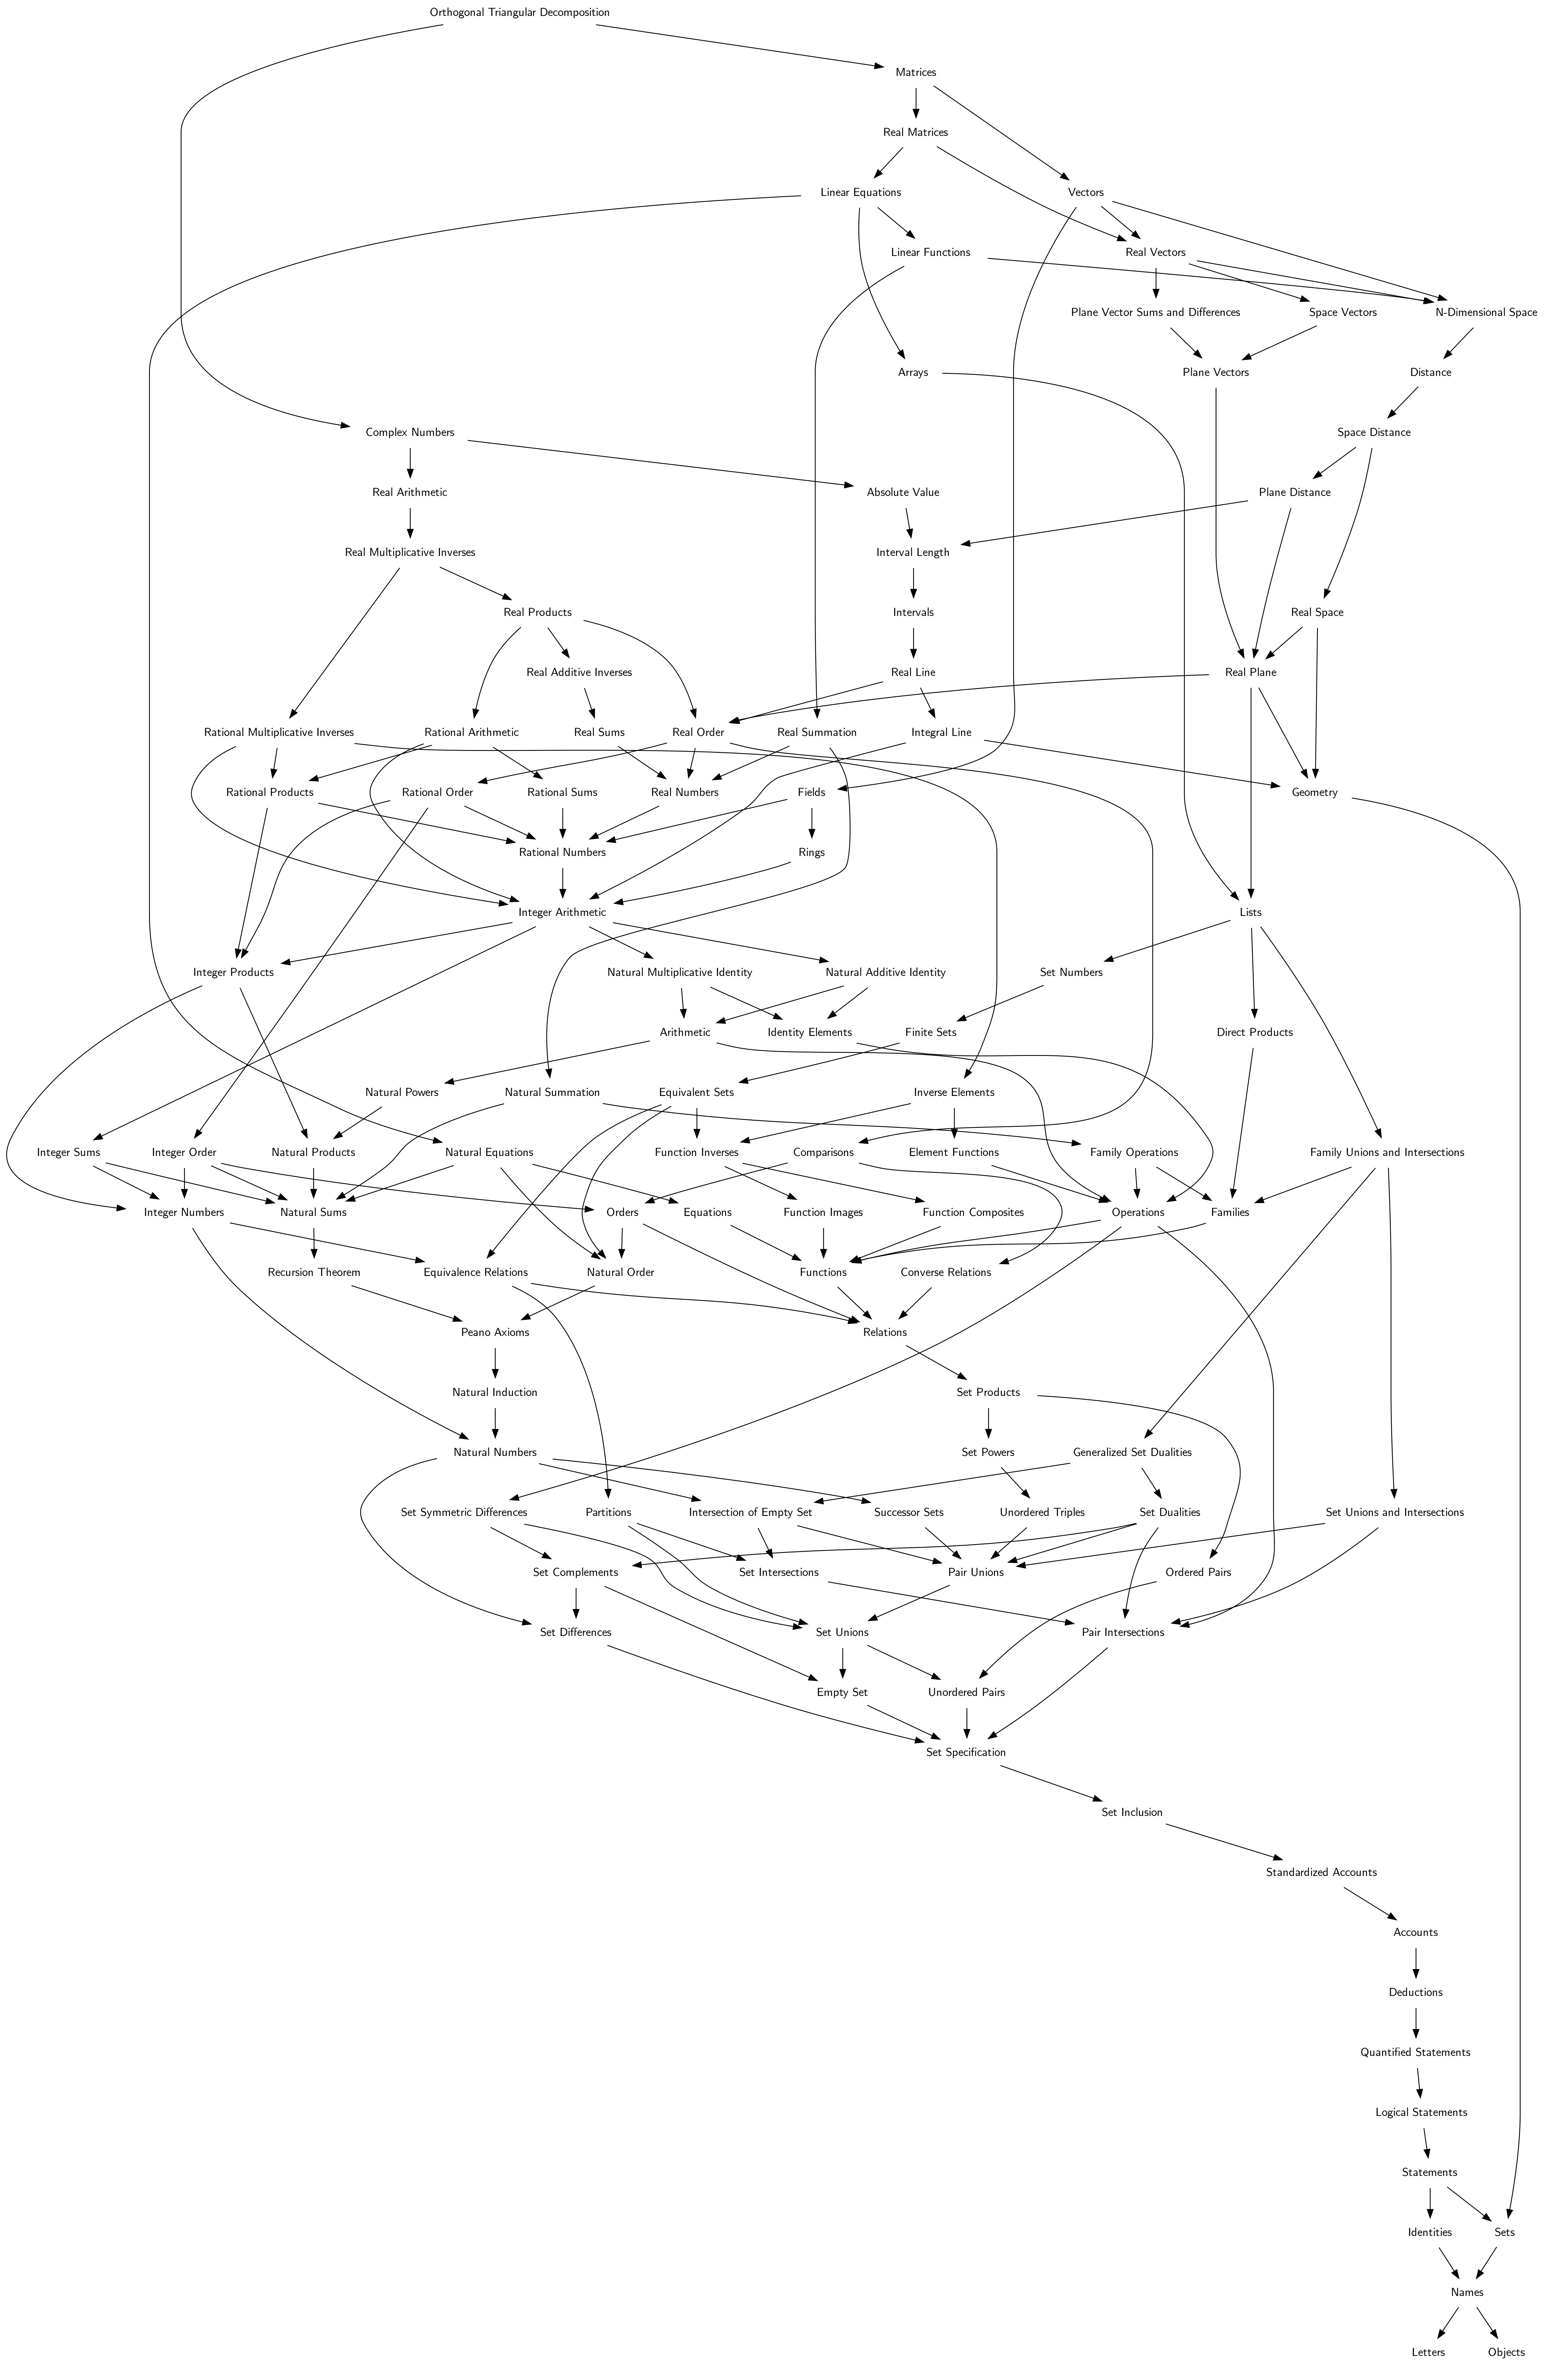 Orthogonal Triangular Decomposition
Matrices
Real Matrices
Linear Equations
Vectors
Linear Functions
Real Vectors
Plane Vector Sums and Differences
Space Vectors
N-Dimensional Space
Arrays
Plane Vectors
Distance
Complex Numbers
Space Distance
Real Arithmetic
Absolute Value
Plane Distance
Real Multiplicative Inverses
Interval Length
Real Products
Intervals
Real Space
Real Additive Inverses
Real Line
Real Plane
Rational Multiplicative Inverses
Rational Arithmetic
Real Sums
Real Order
Real Summation
Integral Line
Rational Products
Rational Order
Rational Sums
Real Numbers
Fields
Geometry
Rational Numbers
Rings
Integer Arithmetic
Lists
Integer Products
Natural Multiplicative Identity
Natural Additive Identity
Set Numbers
Arithmetic
Identity Elements
Finite Sets
Direct Products
Natural Powers
Natural Summation
Equivalent Sets
Inverse Elements
Integer Sums
Integer Order
Natural Products
Natural Equations
Function Inverses
Comparisons
Element Functions
Family Operations
Family Unions and Intersections
Integer Numbers
Natural Sums
Orders
Equations
Function Images
Function Composites
Operations
Families
Recursion Theorem
Equivalence Relations
Natural Order
Functions
Converse Relations
Peano Axioms
Relations
Natural Induction
Set Products
Natural Numbers
Set Powers
Generalized Set Dualities
Set Symmetric Differences
Partitions
Intersection of Empty Set
Successor Sets
Unordered Triples
Set Dualities
Set Unions and Intersections
Set Complements
Set Intersections
Pair Unions
Ordered Pairs
Set Differences
Set Unions
Pair Intersections
Empty Set
Unordered Pairs
Set Specification
Set Inclusion
Standardized Accounts
Accounts
Deductions
Quantified Statements
Logical Statements
Statements
Identities
Sets
Names
Letters
Objects